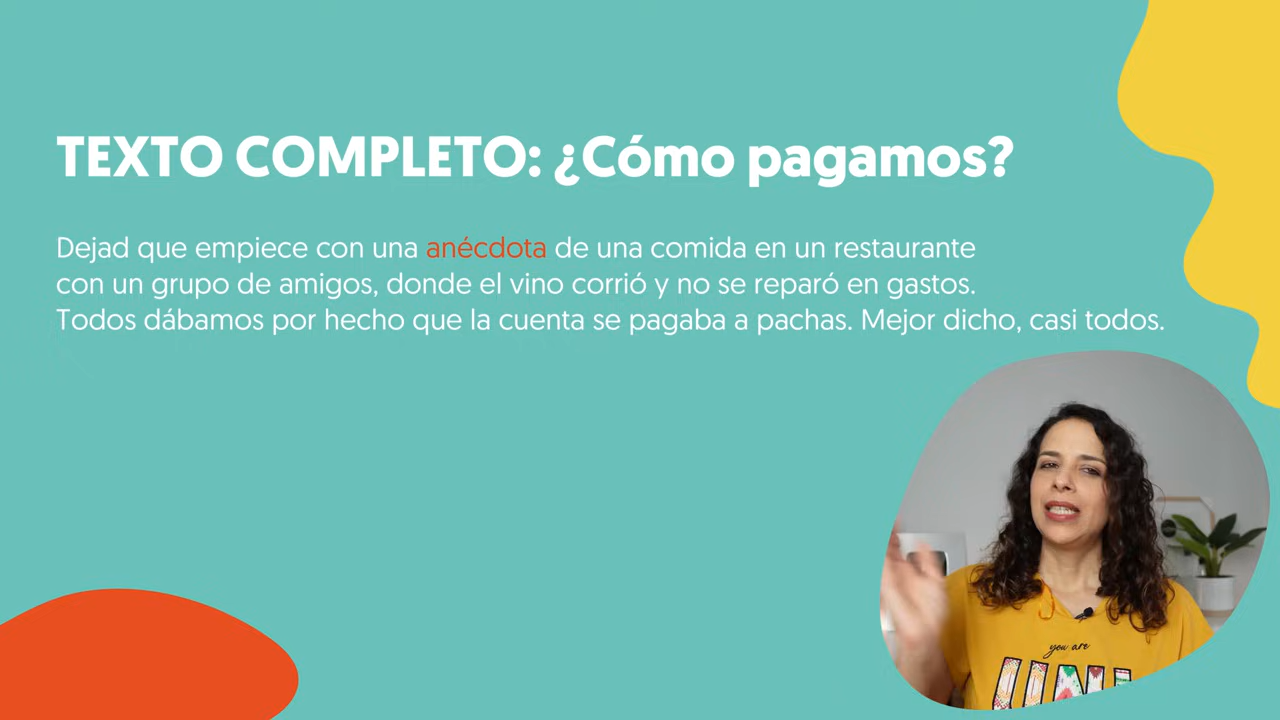 TEXTO COMPLETO: ¿Cómo pagamos?
Dejad que empiece con una anécdota de una comida en un restaurante
con un grupo de amigos, donde el vino corrió y no se reparó en gastos.
Todos dábamos por hecho que la cuenta se pagaba a pachas. Mejor dicho, casi todos.
you are